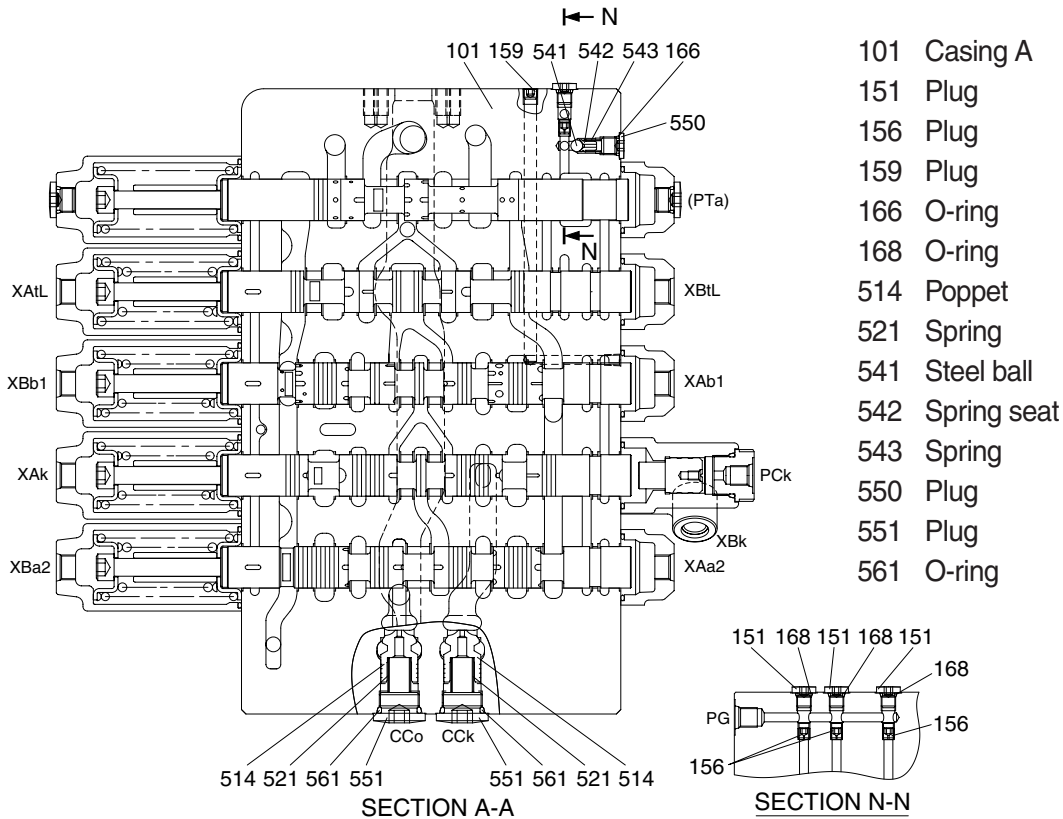 N
101 159 541 542 543 166
550
(PTa)
N
XAtL XBtL
XBb1 XAb1
XAk PCk
XBk
XBa2 XAa2
CCo CCk
514 521 561 551 551 561 521 514
SECTION A-A
101 Casing A
151 Plug
156 Plug
159 Plug
166 O-ring
168 O-ring
514 Poppet
521 Spring
541 Steel ball
542 Spring seat
543 Spring
550 Plug
551 Plug
561 O-ring
151 168 151 168 151
168
PG
156
156
SECTION N-N